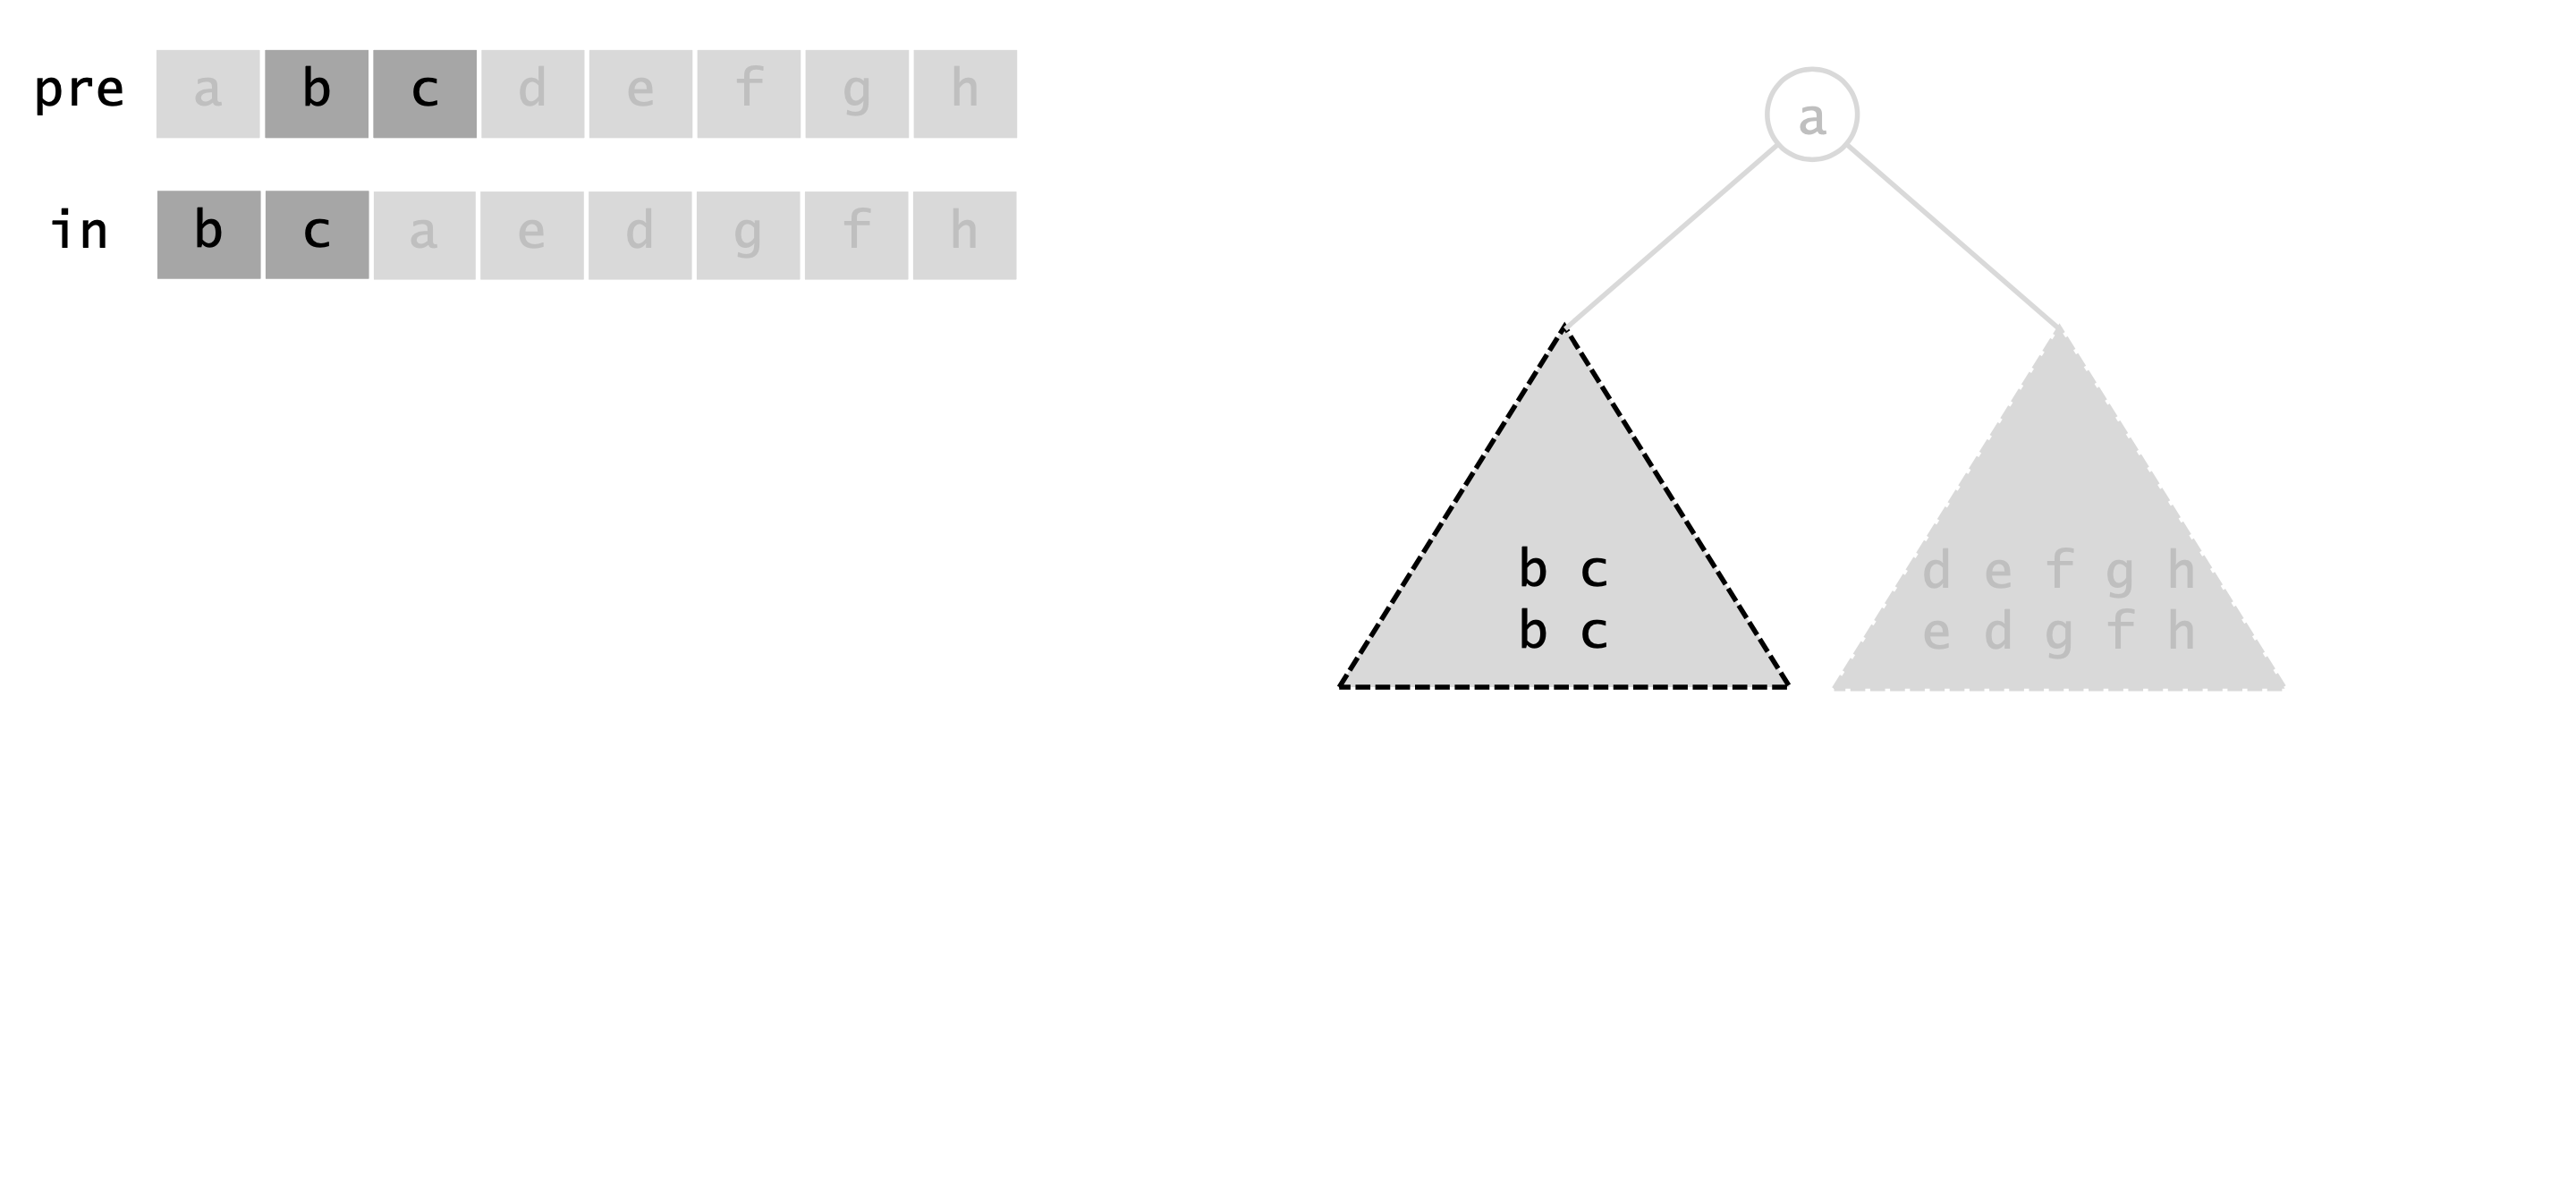 pre a b c d e f g h
in b c a e d g f h
a
b c
b c
d e f g h
e d g f h